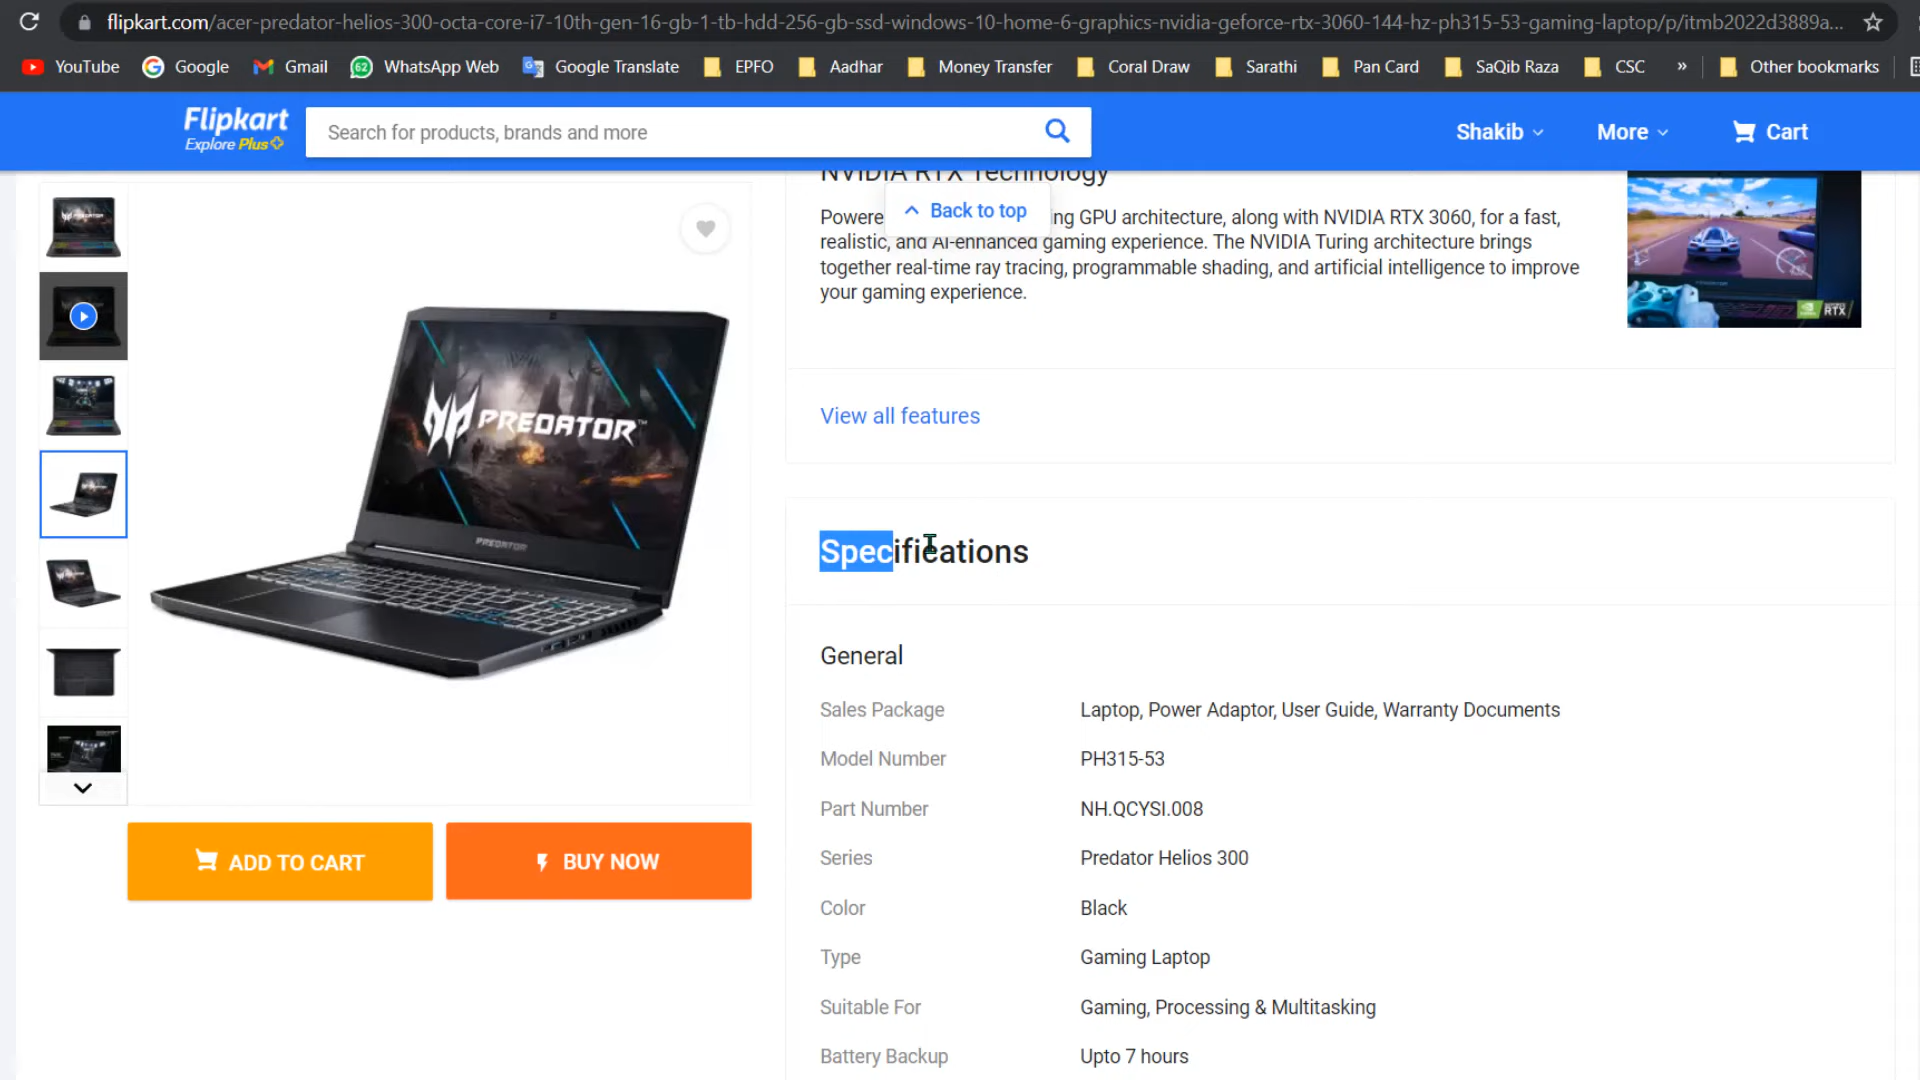 flipkart.com/acer-predator-helios-300-octa-core-i7-10th-gen-16-gb-1-tb-hdd-256-gb-ssd-windows-10-home-6-graphics-nvidia-geforce-rtx-3060-144-hz-ph315-53-gaming-laptop/p/itmb2022d3889a...
YouTube Google Gmail 62 WhatsApp Web Google Translate EPFO Aadhar Money Transfer Coral Draw Sarathi Pan Card SaQib Raza CSC » Other bookmarks
Flipkart
Explore Plus
Search for products, brands and more
Shakib More Cart
NVIDIA RTX Technology
Back to top
Powere ng GPU architecture, along with NVIDIA RTX 3060, for a fast,
realistic, and AI-enhanced gaming experience. The NVIDIA Turing architecture brings
together real-time ray tracing, programmable shading, and artificial intelligence to improve
your gaming experience.
RTX
View all features
PREDATOR
PREDATOR
Specifications
General
Sales Package Laptop, Power Adaptor, User Guide, Warranty Documents
Model Number PH315-53
Part Number NH.QCYSI.008
Series Predator Helios 300
Color Black
Type Gaming Laptop
Suitable For Gaming, Processing & Multitasking
Battery Backup Upto 7 hours
ADD TO CART
BUY NOW